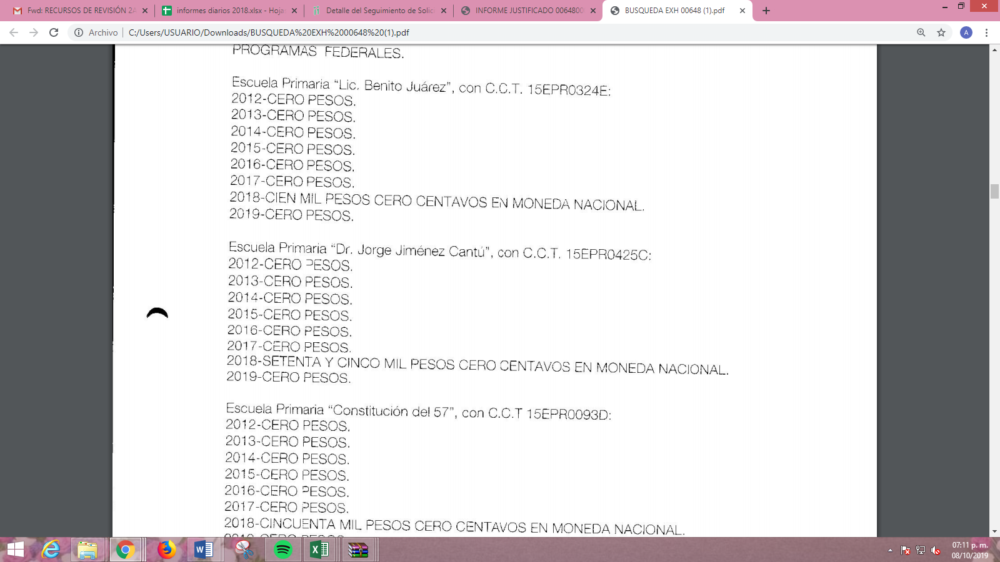 Fwd: RECURSOS DE REVISIÓN 2A
informes diarios 2018.xlsx - Hoja
Detalle del Seguimiento de Solic
INFORME JUSTIFICADO 0064800
BUSQUEDA EXH 00648 (1).pdf
Archivo
C:/Users/USUARIO/Downloads/BUSQUEDA%20EXH%2000648%20(1).pdf
A
PROGRAMAS FEDERALES.
Escuela Primaria “Lic. Benito Juárez”, con C.C.T. 15EPR0324E:
2012-CERO PESOS.
2013-CERO PESOS.
2014-CERO PESOS.
2015-CERO PESOS.
2016-CERO PESOS.
2017-CERO PESOS.
2018-CIEN MIL PESOS CERO CENTAVOS EN MONEDA NACIONAL.
2019-CERO PESOS.
Escuela Primaria “Dr. Jorge Jiménez Cantú”, con C.C.T. 15EPR0425C:
2012-CERO PESOS.
2013-CERO PESOS.
2014-CERO PESOS.
2015-CERO PESOS.
2016-CERO PESOS.
2017-CERO PESOS.
2018-SETENTA Y CINCO MIL PESOS CERO CENTAVOS EN MONEDA NACIONAL.
2019-CERO PESOS.
Escuela Primaria “Constitución del 57”, con C.C.T 15EPR0093D:
2012-CERO PESOS.
2013-CERO PESOS.
2014-CERO PESOS.
2015-CERO PESOS.
2016-CERO PESOS.
2017-CERO PESOS.
2018-CINCUENTA MIL PESOS CERO CENTAVOS EN MONEDA NACIONAL.
2019-CERO PESOS
07:11 p. m.
08/10/2019